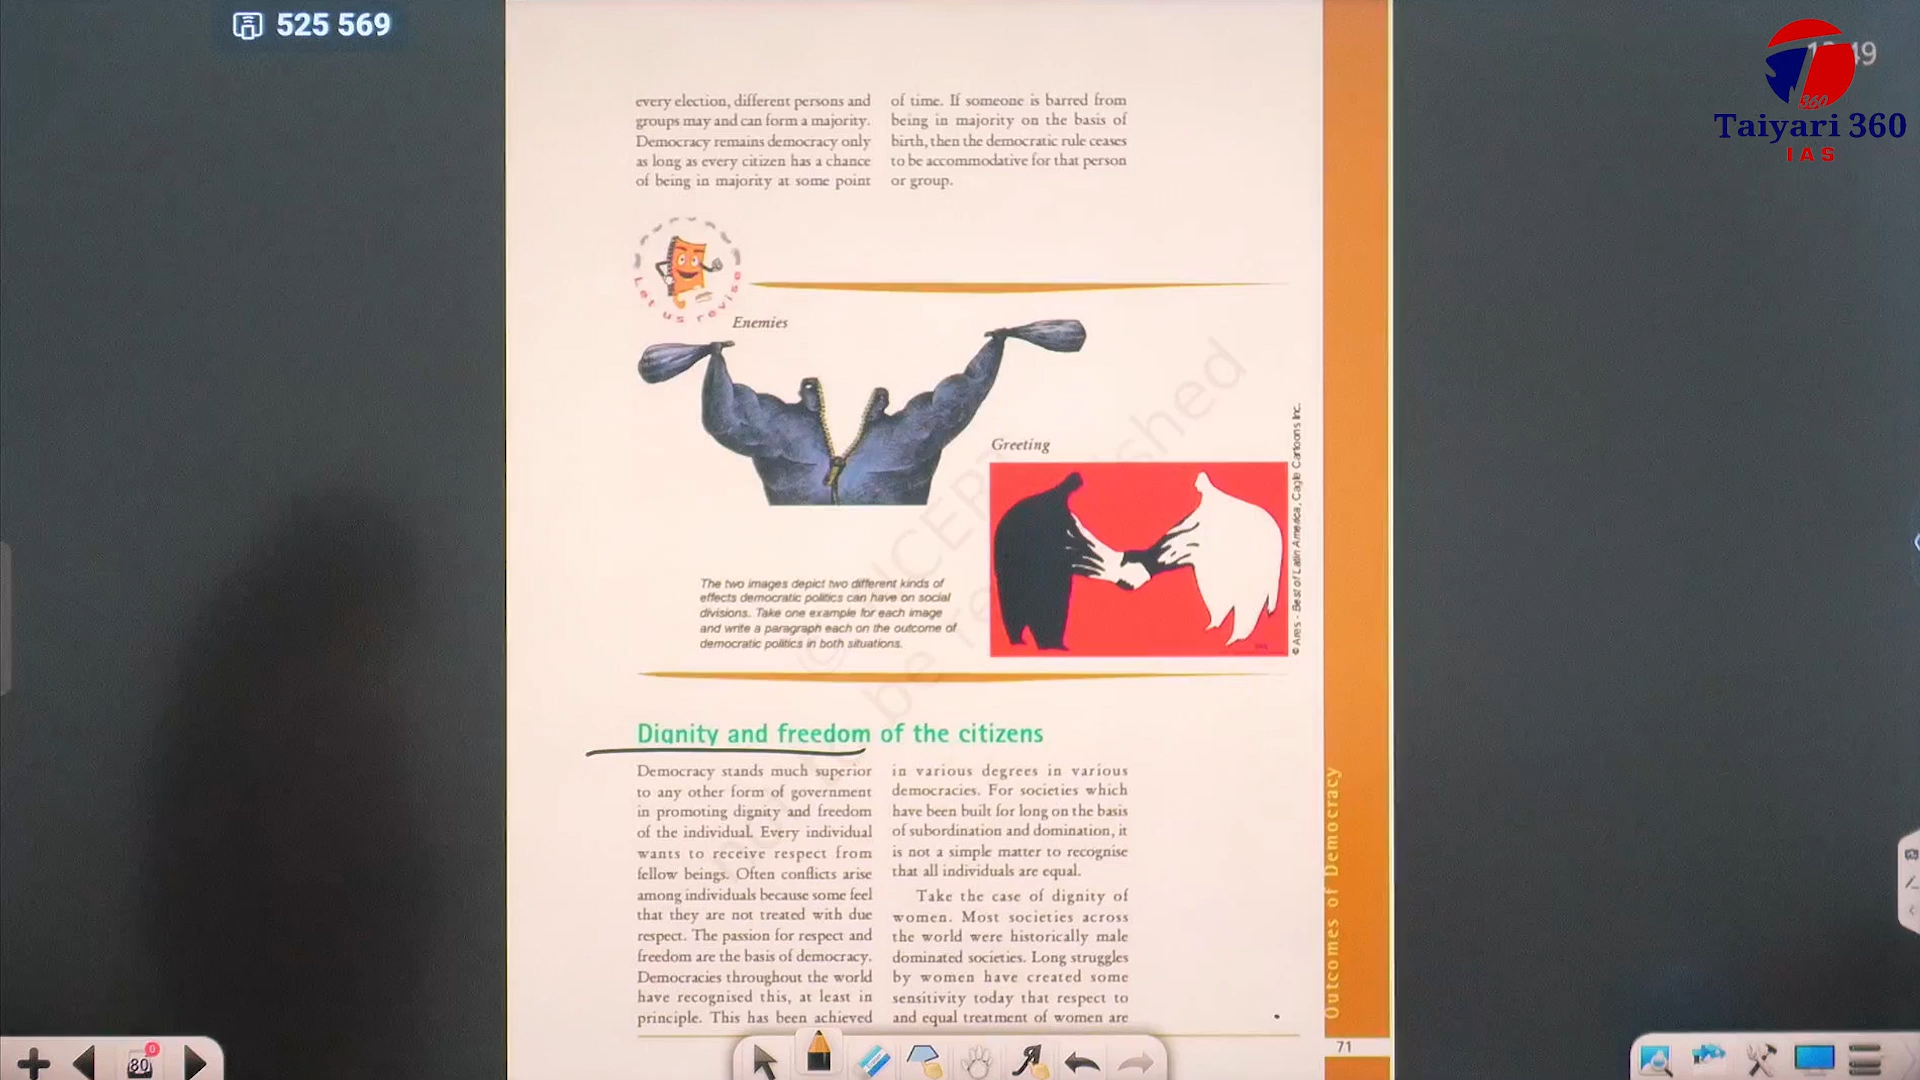 525 569
Taiyari 360
IAS
every election, different persons and
groups may and can form a majority.
Democracy remains democracy only
as long as every citizen has a chance
of being in majority at some point
of time. If someone is barred from
being in majority on the basis of
birth, then the democratic rule ceases
to be accommodative for that person
or group.
Let us revise
Enemies
Greeting
© Ares - Best of Latin America, Cagle Cartoons Inc.
The two images depict two different kinds of
effects democratic politics can have on social
divisions. Take one example for each image
and write a paragraph each on the outcome of
democratic politics in both situations.
Dignity and freedom of the citizens
Democracy stands much superior
to any other form of government
in promoting dignity and freedom
of the individual. Every individual
wants to receive respect from
fellow beings. Often conflicts arise
among individuals because some feel
that they are not treated with due
respect. The passion for respect and
freedom are the basis of democracy.
Democracies throughout the world
have recognised this, at least in
principle. This has been achieved
in various degrees in various
democracies. For societies which
have been built for long on the basis
of subordination and domination, it
is not a simple matter to recognise
that all individuals are equal.
Take the case of dignity of
women. Most societies across
the world were historically male
dominated societies. Long struggles
by women have created some
sensitivity today that respect to
and equal treatment of women are
Outcomes of Democracy
71
80
0